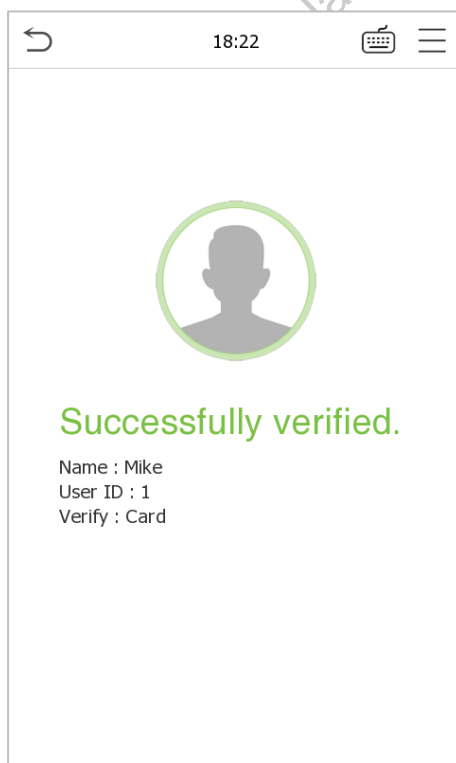 18:22
Successfully verified.
Name : Mike
User ID : 1
Verify : Card